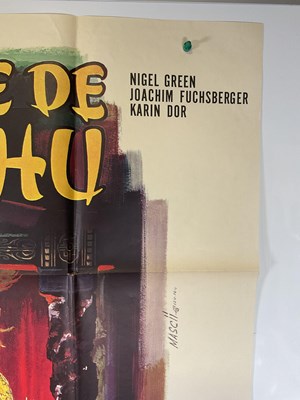 E DE
HU
NIGEL GREEN
JOACHIM FUCHSBERGER
KARIN DOR
MASCII